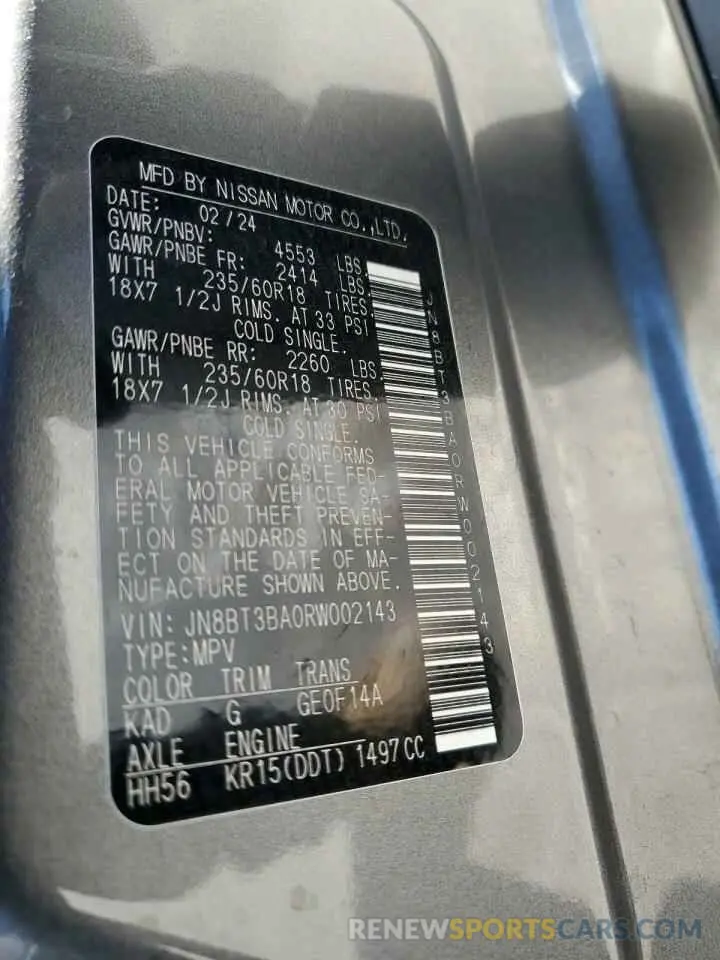 MFD BY NISSAN MOTOR CO.,LTD.
DATE: 02/24
GVWR/PNBV: 4553 LBS.
GAWR/PNBE FR: 2414 LBS.
WITH 235/60R18 TIRES.
18X7 1/2J RIMS. AT 33 PSI
COLD SINGLE.
GAWR/PNBE RR: 2260 LBS
WITH 235/60R18 TIRES.
18X7 1/2J RIMS. AT 30 PSI
COLD SINGLE.
THIS VEHICLE CONFORMS
TO ALL APPLICABLE FED-
ERAL MOTOR VEHICLE SA-
FETY AND THEFT PREVEN-
TION STANDARDS IN EFF-
ECT ON THE DATE OF MA-
NUFACTURE SHOWN ABOVE.
VIN: JN8BT3BA0RW002143
TYPE:MPV
COLOR TRIM TRANS
KAD G GE0F14A
AXLE ENGINE
HH56 KR15(DDT) 1497CC
JN8BT3BA0RW002143
RENEWSPORTSCARS.COM